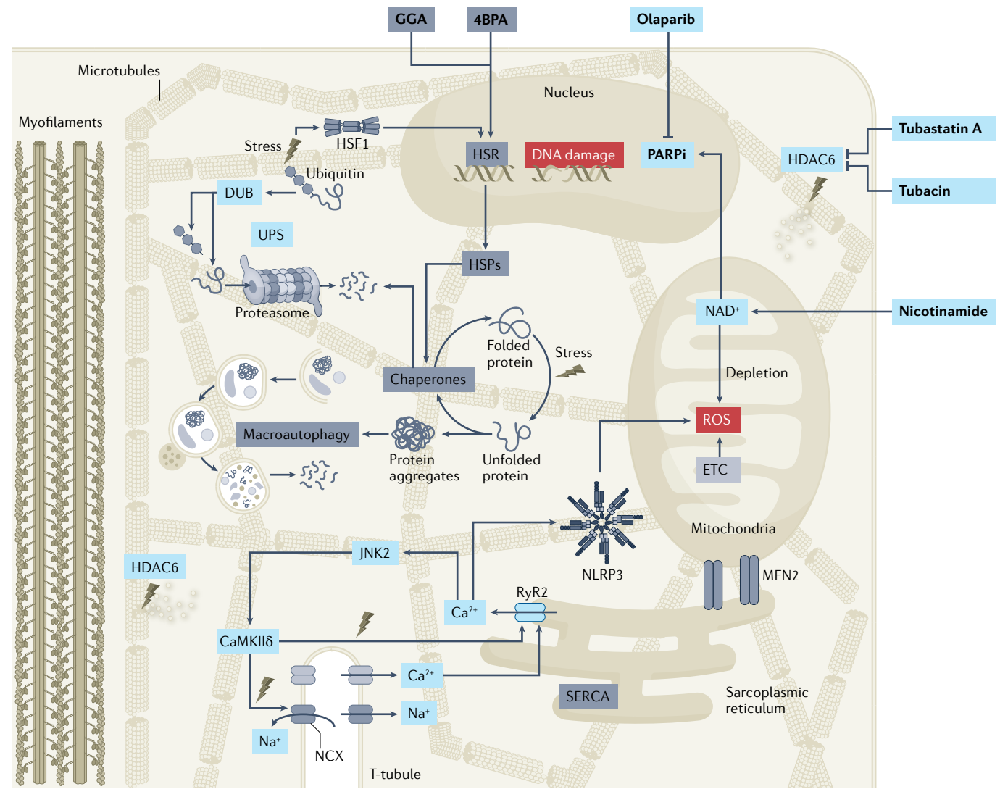 GGA
4BPA
Olaparib
Microtubules
Nucleus
Myofilaments
Tubastatin A
Stress
HSF1
HSR
DNA damage
PARPi
HDAC6
Ubiquitin
DUB
Tubacin
UPS
HSPs
Proteasome
NAD⁺
Nicotinamide
Folded
protein
Stress
Depletion
Chaperones
ROS
Macroautophagy
Protein
aggregates
Unfolded
protein
ETC
Mitochondria
JNK2
HDAC6
NLRP3
MFN2
RyR2
Ca²⁺
CaMKIIδ
Ca²⁺
SERCA
Sarcoplasmic
reticulum
Na⁺
Na⁺
NCX
T-tubule